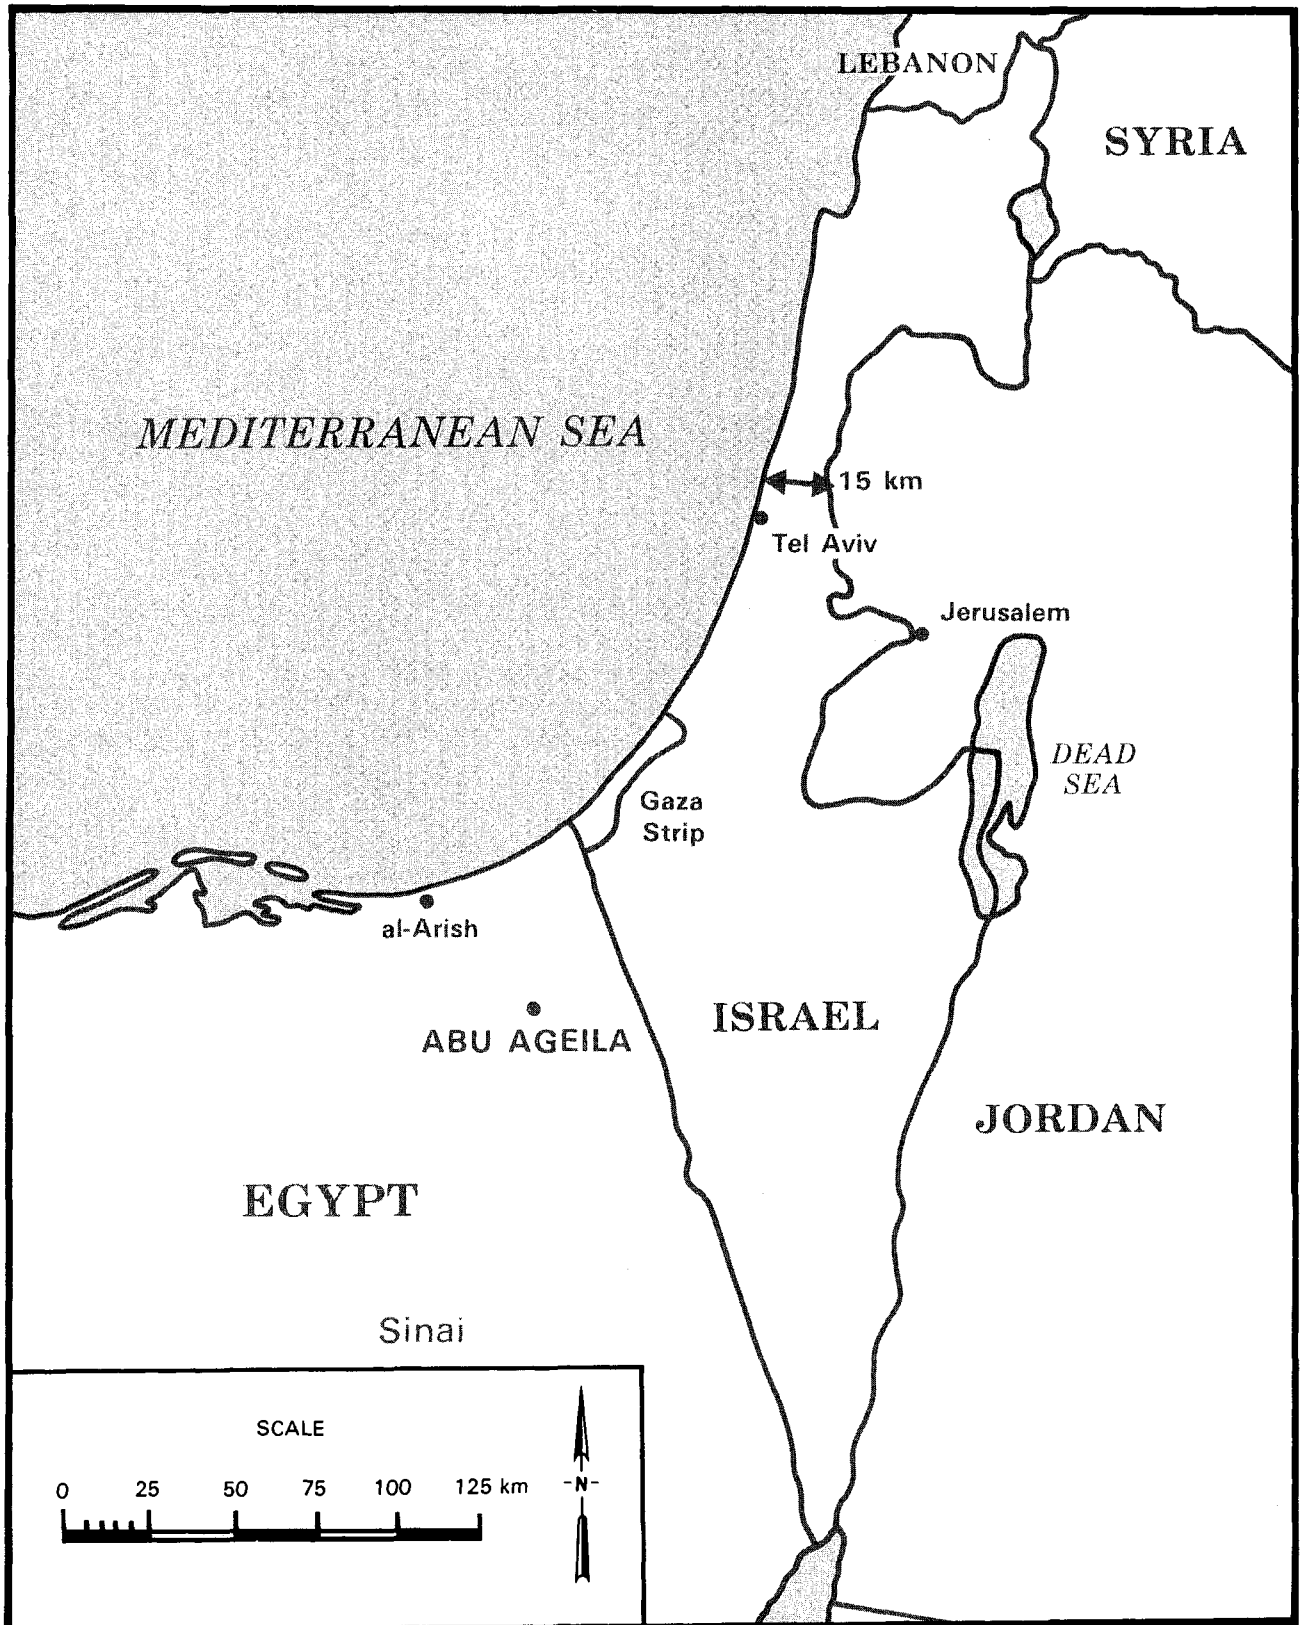 LEBANON
SYRIA
MEDITERRANEAN SEA
15 km
Tel Aviv
Jerusalem
DEAD
SEA
Gaza
Strip
al-Arish
ISRAEL
ABU AGEILA
JORDAN
EGYPT
Sinai
SCALE
0 25 50 75 100 125 km
-N-